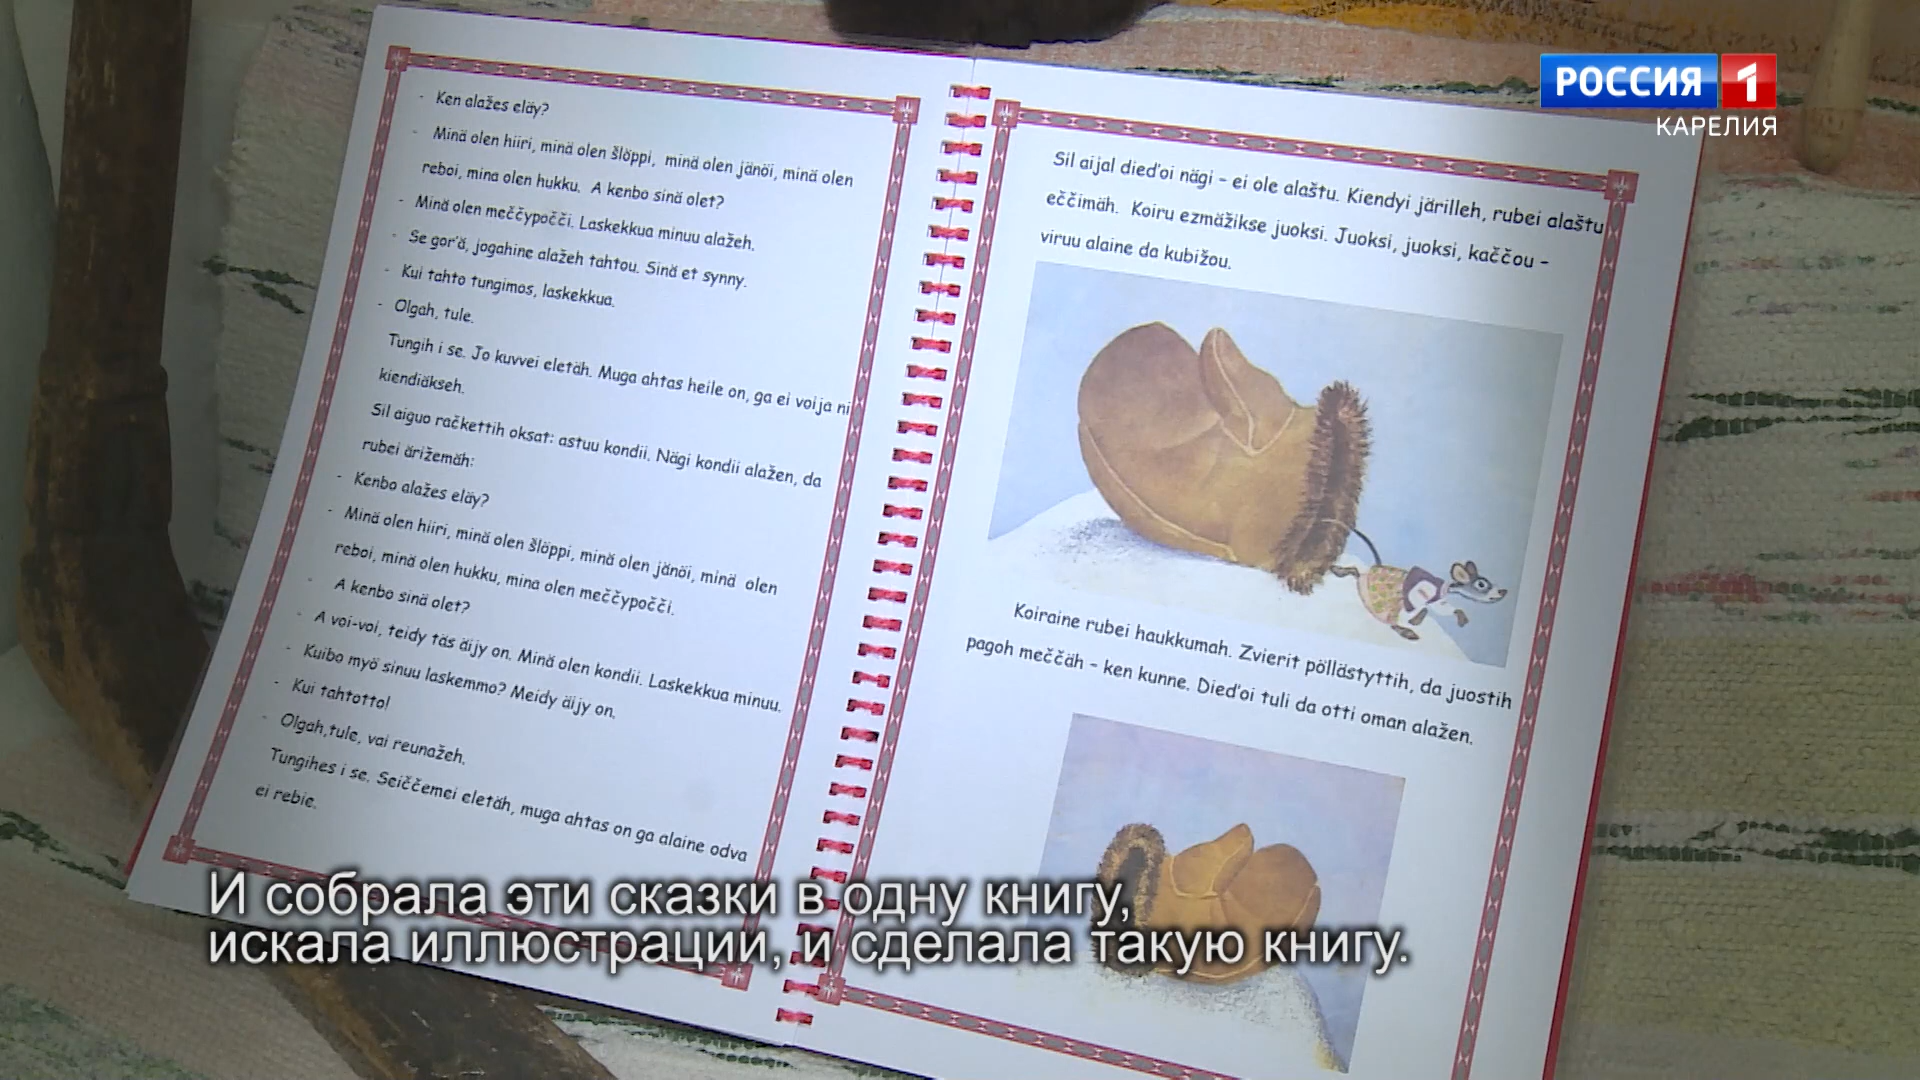 - Ken alažes eläy?
- Minä olen hiiri, minä olen šlöppi, minä olen jänöi, minä olen
reboi, mina olen hukku. A kenbo sinä olet?
- Minä olen meččypočči. Laskekkua minuu alažeh.
- Se gor'ä, jogahine alažeh tahtou. Sinä et synny.
- Kui tahto tungimos, laskekkua.
- Olgah, tule.
Tungih i se. Jo kuvvei eletäh. Muga ahtas heile on, ga ei voija ni
kiendiäkseh.
Sil aiguo račkettih oksat: astuu kondii. Nägi kondii alažen, da
rubei ärižemäh:
- Kenbo alažes eläy?
- Minä olen hiiri, minä olen šlöppi, minä olen jänöi, minä olen
reboi, minä olen hukku, mina olen meččypočči.
- A kenbo sinä olet?
- A voi-voi, teidy täs äijy on. Minä olen kondii. Laskekkua minuu.
- Kuibo myö sinuu laskemmo? Meidy äijy on.
- Kui tahtotto!
- Olgah,tule, vai reunažeh.
Tungihes i se. Seiččemei eletäh, muga ahtas on ga alaine odva
ei rebie.
Sil aijal died'oi nägi – ei ole alaštu. Kiendyi järilleh, rubei alaštu
eččimäh. Koiru ezmäžikse juoksi. Juoksi, juoksi, kaččou –
viruu alaine da kubižou.
Koiraine rubei haukkumah. Zvierit pöllästyttih, da juostih
pagoh meččäh – ken kunne. Died'oi tuli da otti oman alažen.
РОССИЯ 1
КАРЕЛИЯ
И собрала эти сказки в одну книгу,
искала иллюстрации, и сделала такую книгу.